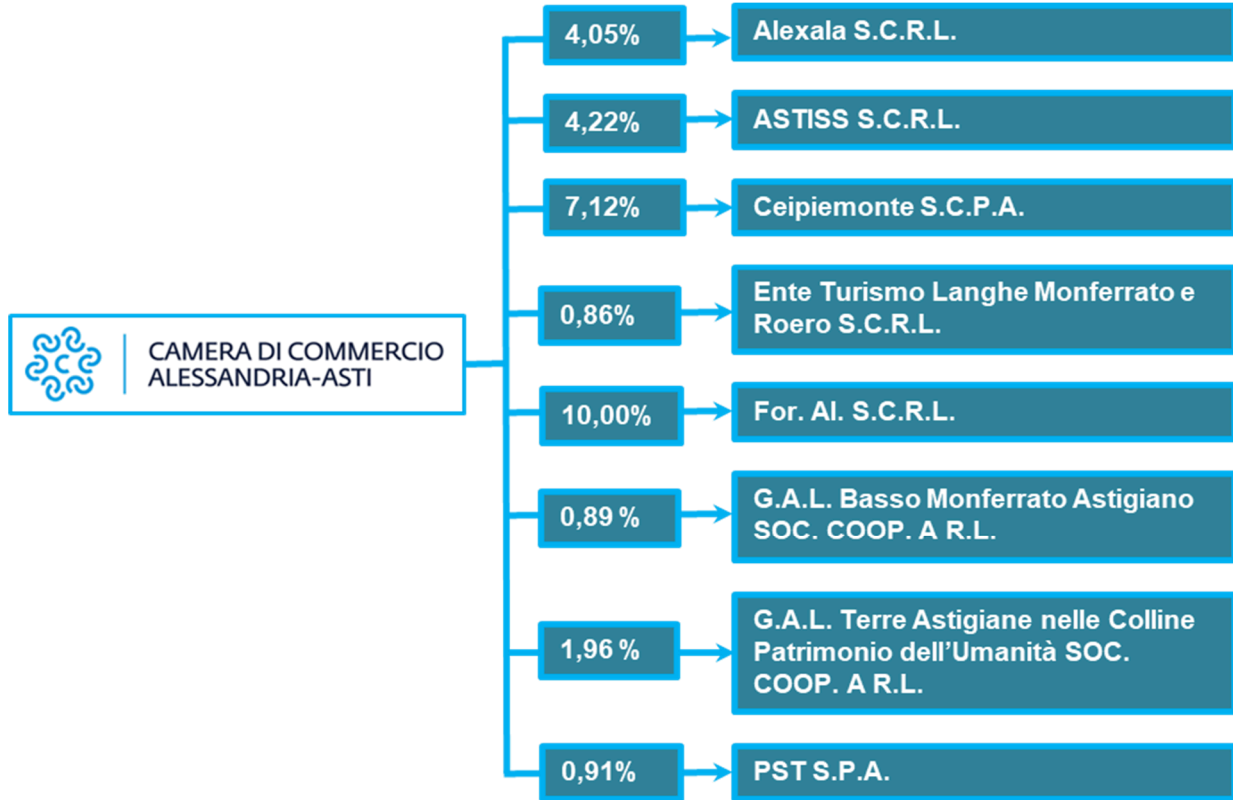 4,05%
Alexala S.C.R.L.
4,22%
ASTISS S.C.R.L.
7,12%
Ceipiemonte S.C.P.A.
0,86%
Ente Turismo Langhe Monferrato e
Roero S.C.R.L.
CAMERA DI COMMERCIO
ALESSANDRIA-ASTI
10,00%
For. Al. S.C.R.L.
0,89 %
G.A.L. Basso Monferrato Astigiano
SOC. COOP. A R.L.
1,96 %
G.A.L. Terre Astigiane nelle Colline
Patrimonio dell’Umanità SOC.
COOP. A R.L.
0,91%
PST S.P.A.